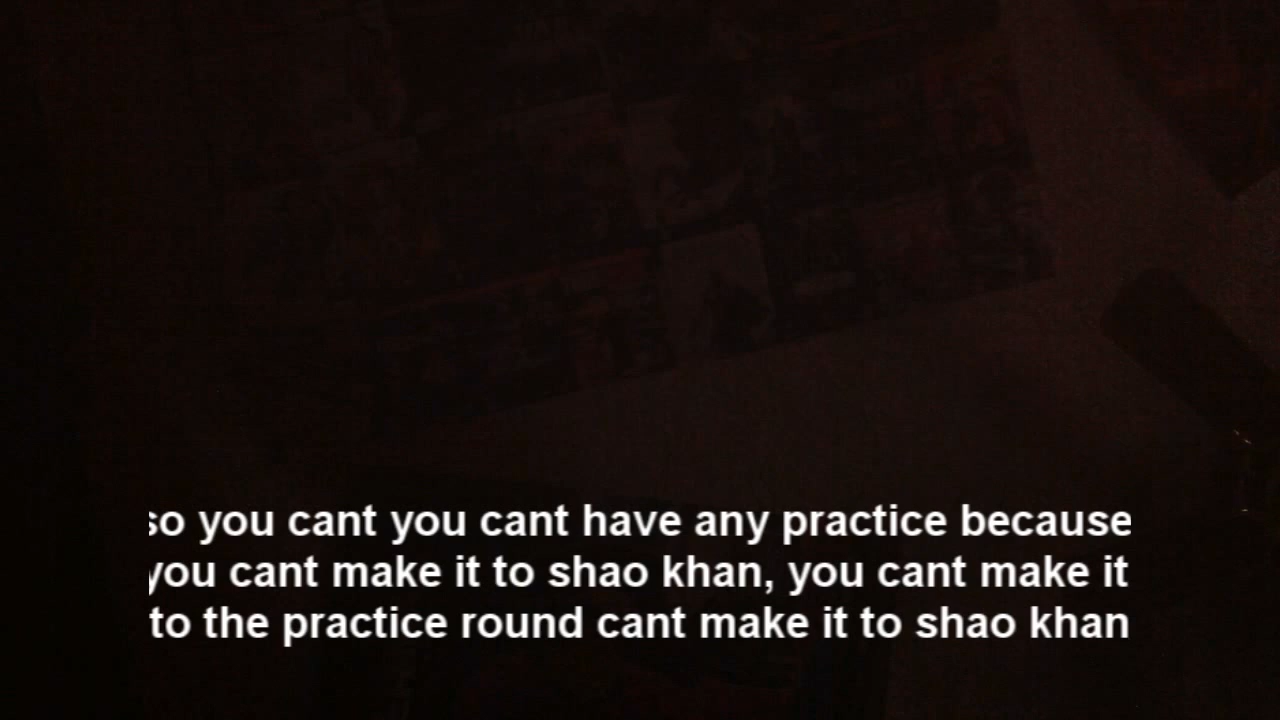 so you cant you cant have any practice because
you cant make it to shao khan, you cant make it
to the practice round cant make it to shao khan